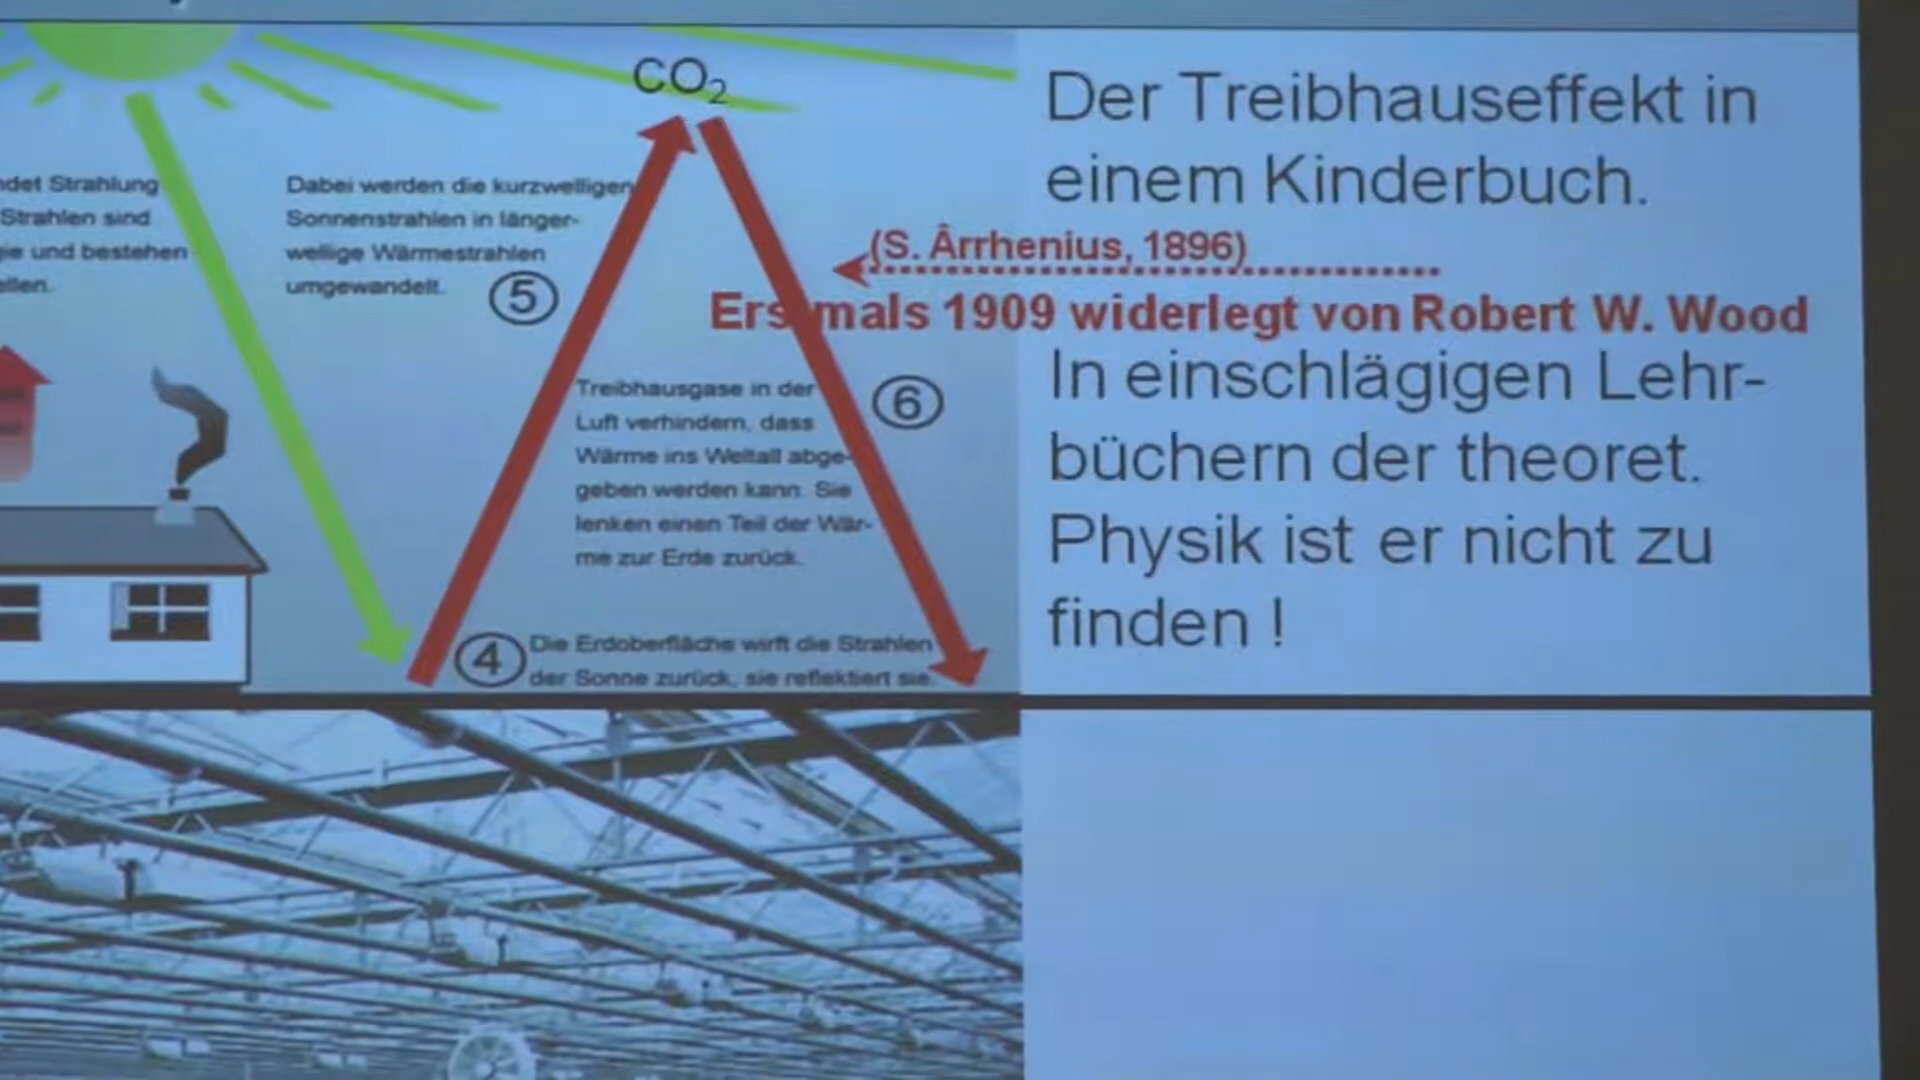 CO₂
Der Treibhauseffekt in
einem Kinderbuch.
(S. Ârrhenius, 1896)
Erstmals 1909 widerlegt von Robert W. Wood
In einschlägigen Lehr-
büchern der theoret.
Physik ist er nicht zu
finden !
Strahlung
Strahlen sind
und bestehen
Dabei werden die kurzwelligen
Sonnenstrahlen in länger-
wellige Wärmestrahlen
umgewandelt.
5
Treibhausgase in der
Luft verhindern, dass
Wärme ins Weltall abge-
geben werden kann. Sie
lenken einen Teil der Wär-
me zur Erde zurück.
6
4
Die Erdoberfläche wirft die Strahlen
der Sonne zurück, sie reflektiert sie.